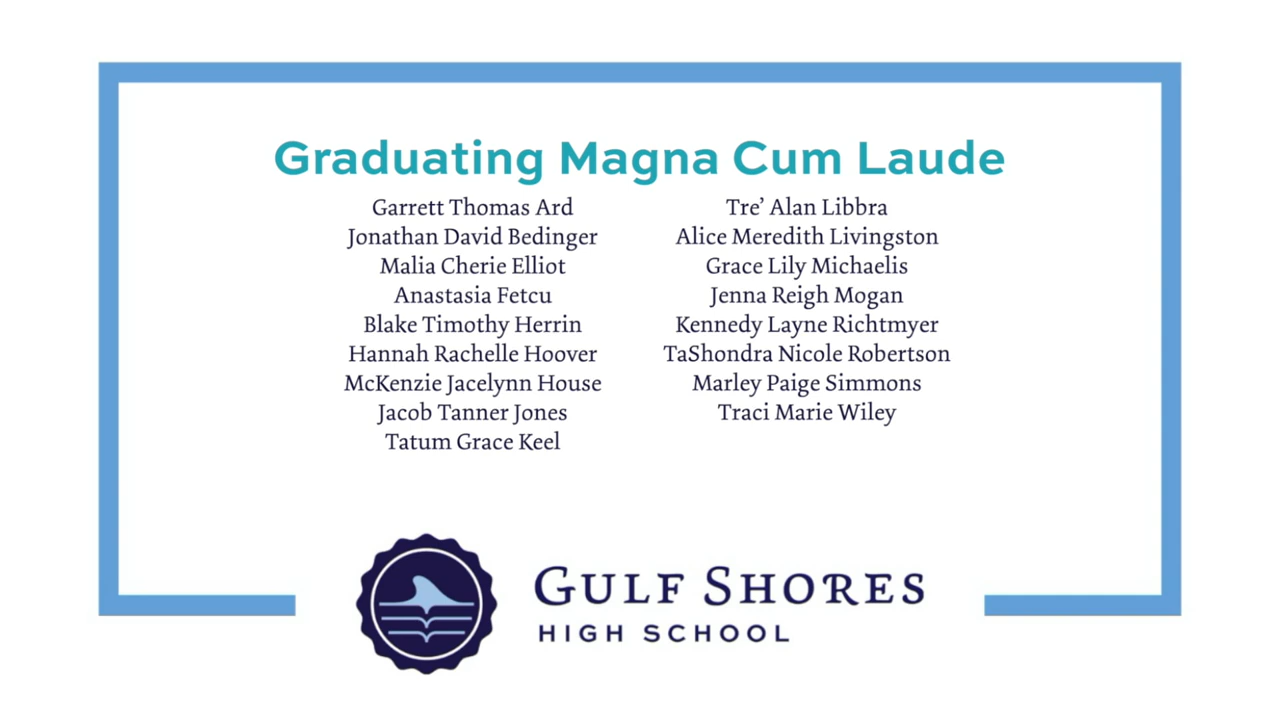 Graduating Magna Cum Laude
Garrett Thomas Ard
Jonathan David Bedinger
Malia Cherie Elliot
Anastasia Fetcu
Blake Timothy Herrin
Hannah Rachelle Hoover
McKenzie Jacelynn House
Jacob Tanner Jones
Tatum Grace Keel
Tre’ Alan Libbra
Alice Meredith Livingston
Grace Lily Michaelis
Jenna Reigh Mogan
Kennedy Layne Richtmyer
TaShondra Nicole Robertson
Marley Paige Simmons
Traci Marie Wiley
GULF SHORES
HIGH SCHOOL